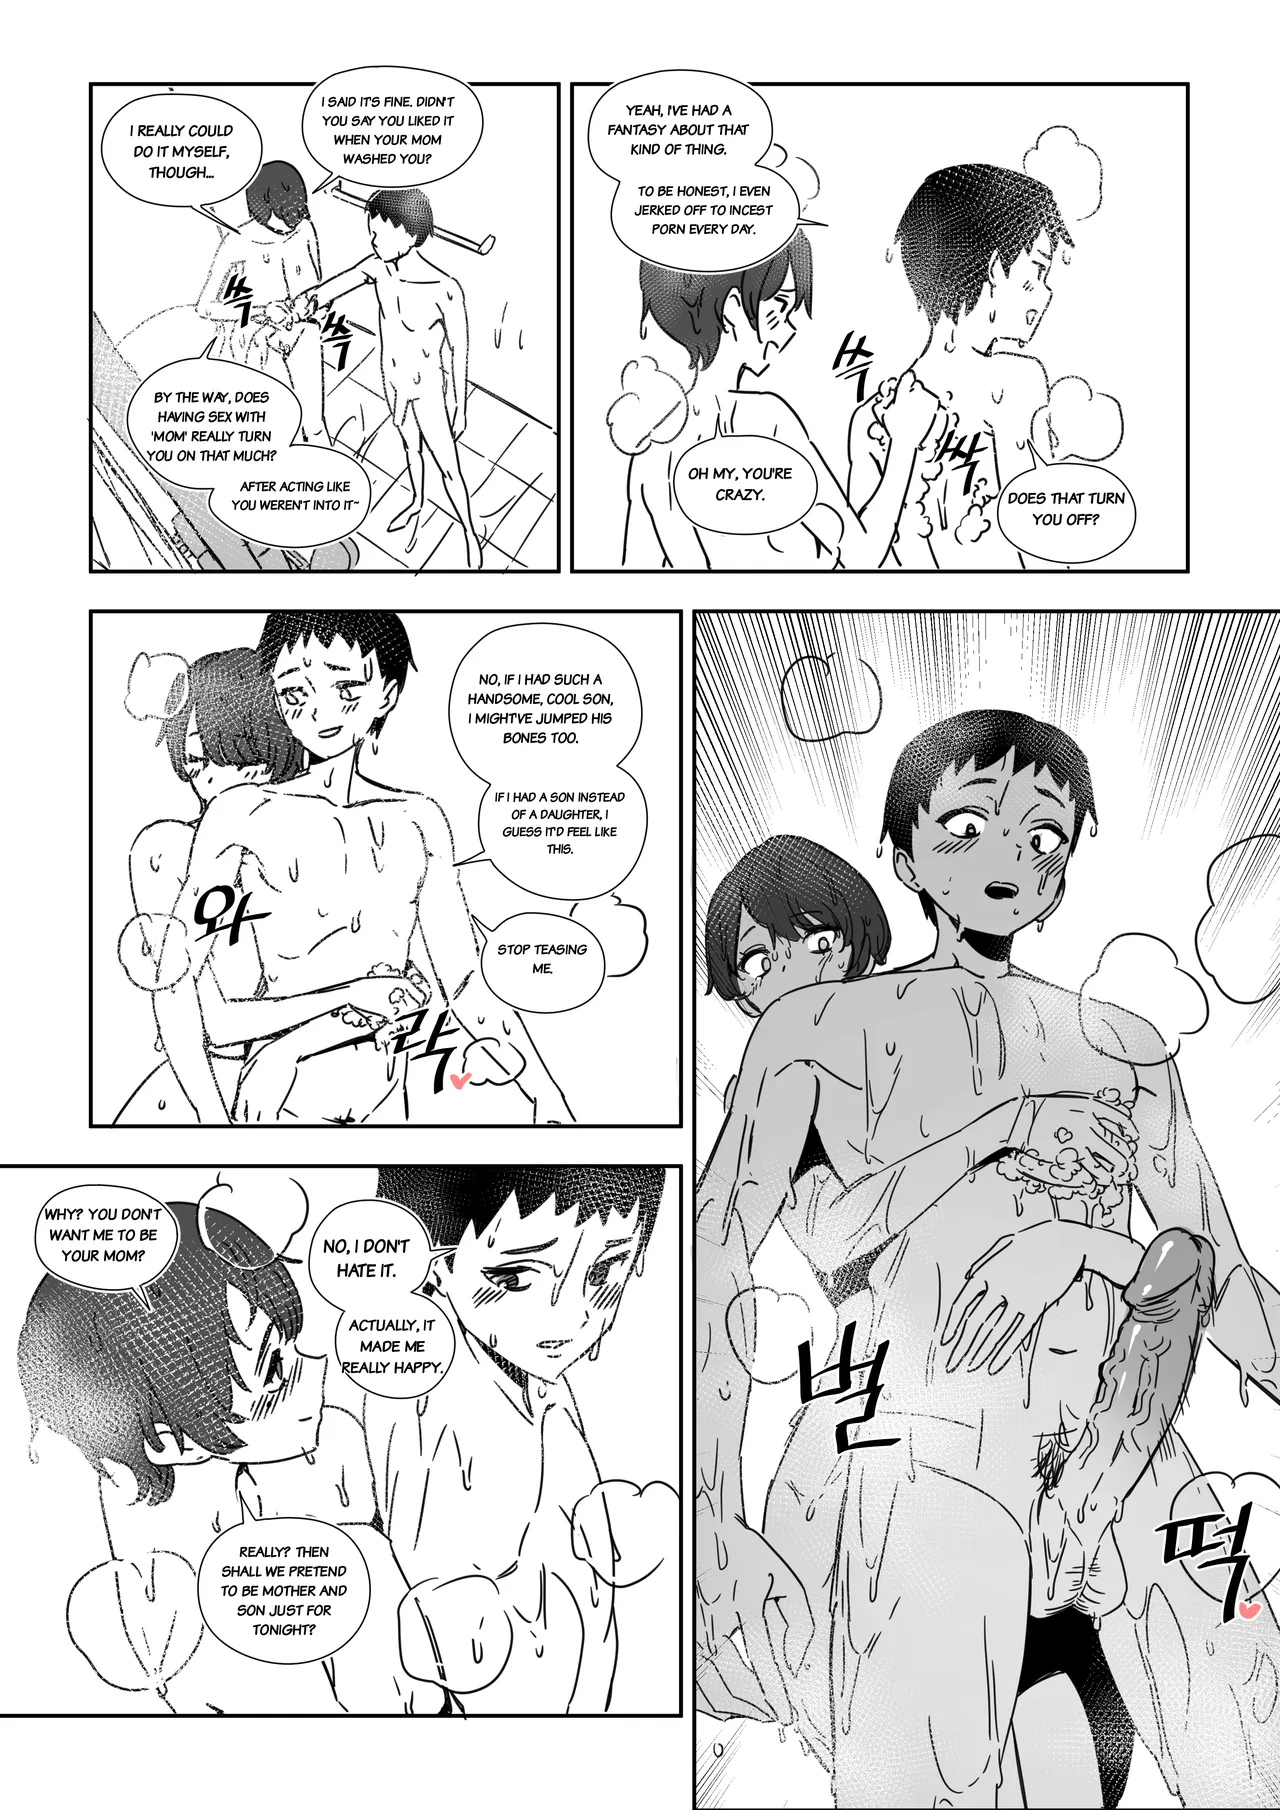 I REALLY COULD
DO IT MYSELF,
THOUGH...
I SAID IT'S FINE. DIDN'T
YOU SAY YOU LIKED IT
WHEN YOUR MOM
WASHED YOU?
쓱
쓱
BY THE WAY, DOES
HAVING SEX WITH
'MOM' REALLY TURN
YOU ON THAT MUCH?
AFTER ACTING LIKE
YOU WEREN'T INTO IT~
YEAH, I'VE HAD A
FANTASY ABOUT THAT
KIND OF THING.
TO BE HONEST, I EVEN
JERKED OFF TO INCEST
PORN EVERY DAY.
쓱
싹
OH MY, YOU'RE
CRAZY.
DOES THAT TURN
YOU OFF?
NO, IF I HAD SUCH A
HANDSOME, COOL SON,
I MIGHT'VE JUMPED HIS
BONES TOO.
IF I HAD A SON INSTEAD
OF A DAUGHTER, I
GUESS IT'D FEEL LIKE
THIS.
와
락
STOP TEASING
ME.
벌
떡
WHY? YOU DON'T
WANT ME TO BE
YOUR MOM?
NO, I DON'T
HATE IT.
ACTUALLY, IT
MADE ME
REALLY HAPPY.
REALLY? THEN
SHALL WE PRETEND
TO BE MOTHER AND
SON JUST FOR
TONIGHT?